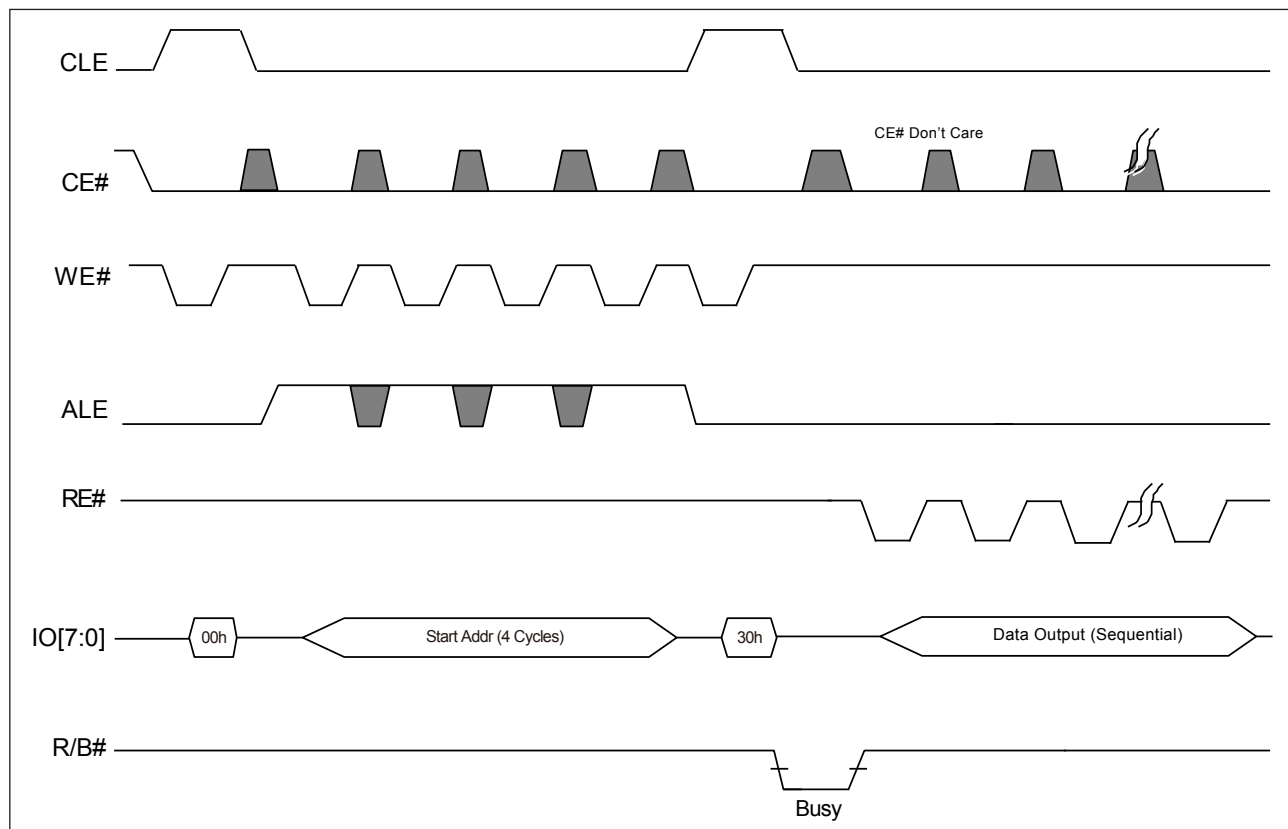 CLE
CE# Don't Care
CE#
WE#
ALE
RE#
IO[7:0]
00h
Start Addr (4 Cycles)
30h
Data Output (Sequential)
R/B#
Busy